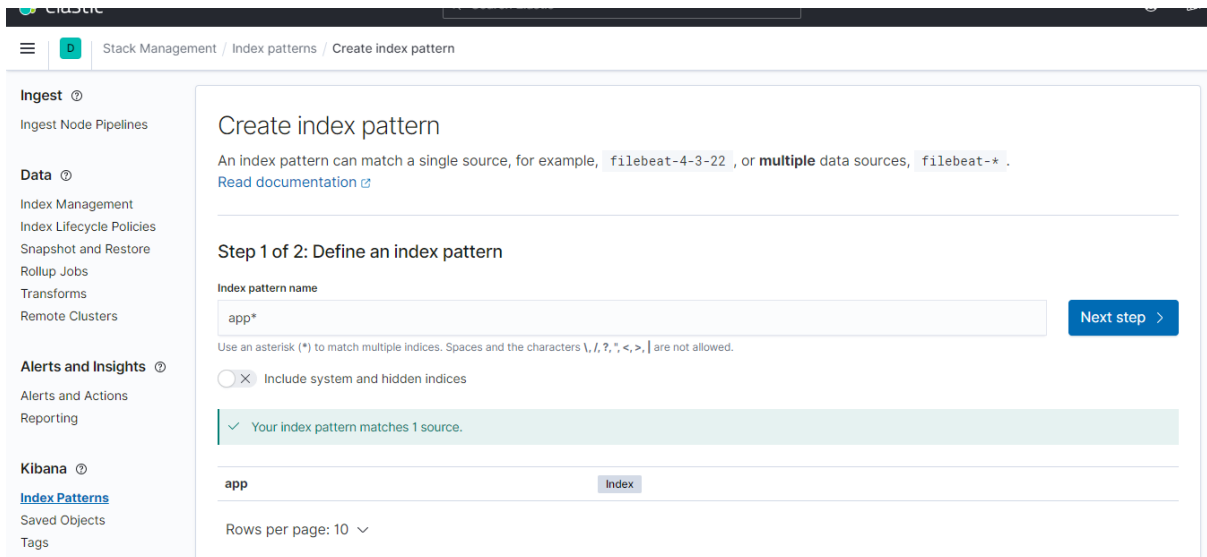 elastic
Search Elastic
D
Stack Management / Index patterns / Create index pattern
Ingest
Ingest Node Pipelines
Data
Index Management
Index Lifecycle Policies
Snapshot and Restore
Rollup Jobs
Transforms
Remote Clusters
Alerts and Insights
Alerts and Actions
Reporting
Kibana
Index Patterns
Saved Objects
Tags
Create index pattern
An index pattern can match a single source, for example, filebeat-4-3-22 , or multiple data sources, filebeat-* .
Read documentation
Step 1 of 2: Define an index pattern
Index pattern name
app*
Next step
Use an asterisk (*) to match multiple indices. Spaces and the characters \, /, ?, ", <, >, | are not allowed.
Include system and hidden indices
Your index pattern matches 1 source.
app Index
Rows per page: 10